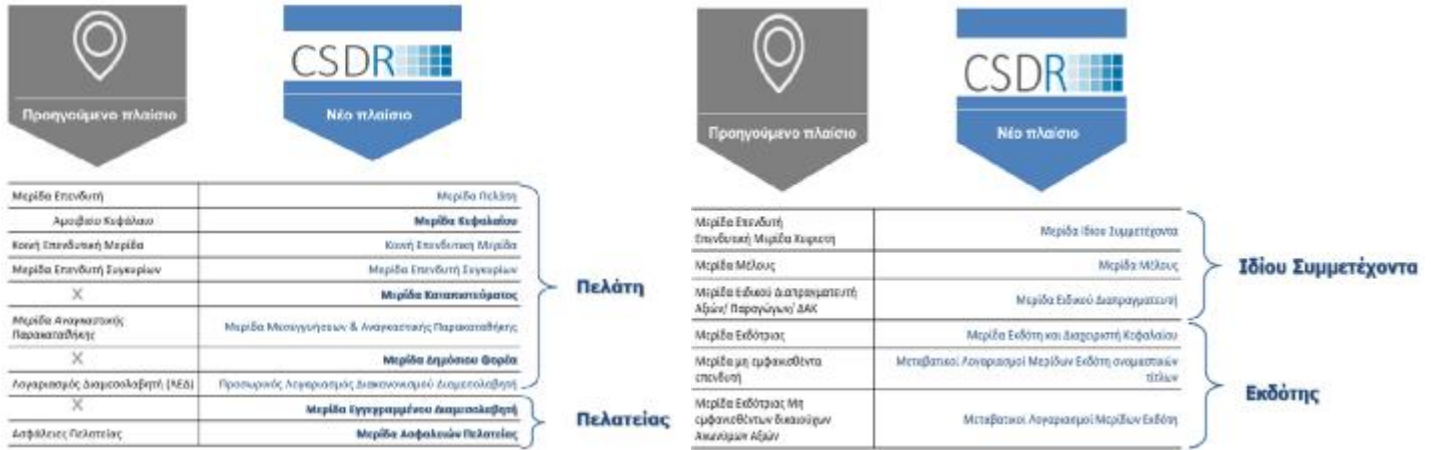 CSDR
Προηγούμενο πλαίσιο
Νέο πλαίσιο
Μερίδα Επενδυτή
Μερίδα Πελάτη
Αμοιβαίο Κεφάλαιο
Μερίδα Κεφαλαίου
Κοινή Επενδυτική Μερίδα
Κοινή Επενδυτική Μερίδα
Μερίδα Επενδυτή Συγκυρίων
Μερίδα Επενδυτή Συγκυρίων
X
Μερίδα Καταπιστεύματος
Μερίδα Αναγκαστικής
Παρακαταθήκης
Μερίδα Μεσεγγυήσεων & Αναγκαστικής Παρακαταθήκης
X
Μερίδα Δημόσιου Φορέα
Λογαριασμός Διαμεσολαβητή (ΛΕΔ)
Προσωρινός Λογαριασμός Διακανονισμού Διαμεσολαβητή
X
Μερίδα Εγγεγραμμένου Διαμεσολαβητή
Ασφάλειες Πελατείας
Μερίδα Ασφαλειών Πελατείας
Πελάτη
Πελατείας
CSDR
Προηγούμενο πλαίσιο
Νέο πλαίσιο
Μερίδα Επενδυτή
Επενδυτική Μερίδα Χειριστή
Μερίδα Ιδίου Συμμετέχοντα
Μερίδα Μέλους
Μερίδα Μέλους
Μερίδα Ειδικού Διαπραγματευτή
Αξιών/ Παραγώγων/ ΔΑΚ
Μερίδα Ειδικού Διαπραγματευτή
Μερίδα Εκδότριας
Μερίδα Εκδότη και Διαχειριστή Κεφαλαίου
Μερίδα μη εμφανισθέντα
επενδυτή
Μεταβατικοί Λογαριασμοί Μερίδων Εκδότη ονομαστικών
τίτλων
Μερίδα Εκδότριας Μη
εμφανισθέντων δικαιούχων
Ανωνύμων Αξιών
Μεταβατικοί Λογαριασμοί Μερίδων Εκδότη
Ιδίου Συμμετέχοντα
Εκδότης